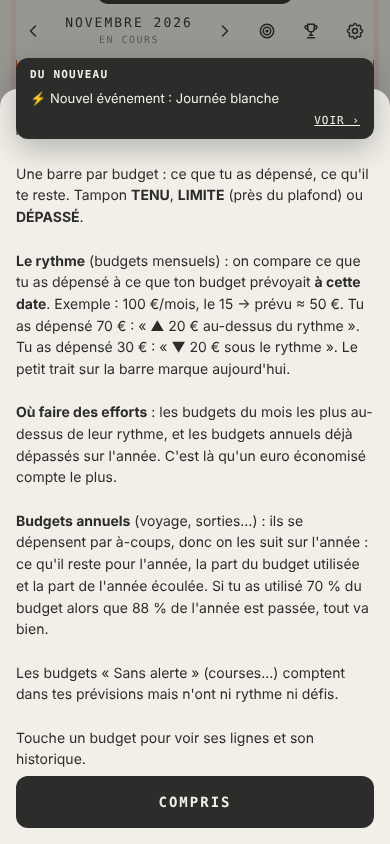 NOVEMBRE 2026
EN COURS
DU NOUVEAU
⚡ Nouvel événement : Journée blanche
VOIR ›
Une barre par budget : ce que tu as dépensé, ce qu'il
te reste. Tampon TENU, LIMITE (près du plafond) ou
DÉPASSÉ.
Le rythme (budgets mensuels) : on compare ce que
tu as dépensé à ce que ton budget prévoyait à cette
date. Exemple : 100 €/mois, le 15 → prévu ≈ 50 €. Tu
as dépensé 70 € : « ▲ 20 € au-dessus du rythme ».
Tu as dépensé 30 € : « ▼ 20 € sous le rythme ». Le
petit trait sur la barre marque aujourd'hui.
Où faire des efforts : les budgets du mois les plus au-
dessus de leur rythme, et les budgets annuels déjà
dépassés sur l'année. C'est là qu'un euro économisé
compte le plus.
Budgets annuels (voyage, sorties…) : ils se
dépensent par à-coups, donc on les suit sur l'année :
ce qu'il reste pour l'année, la part du budget utilisée
et la part de l'année écoulée. Si tu as utilisé 70 % du
budget alors que 88 % de l'année est passée, tout va
bien.
Les budgets « Sans alerte » (courses…) comptent
dans tes prévisions mais n'ont ni rythme ni défis.
Touche un budget pour voir ses lignes et son
historique.
COMPRIS